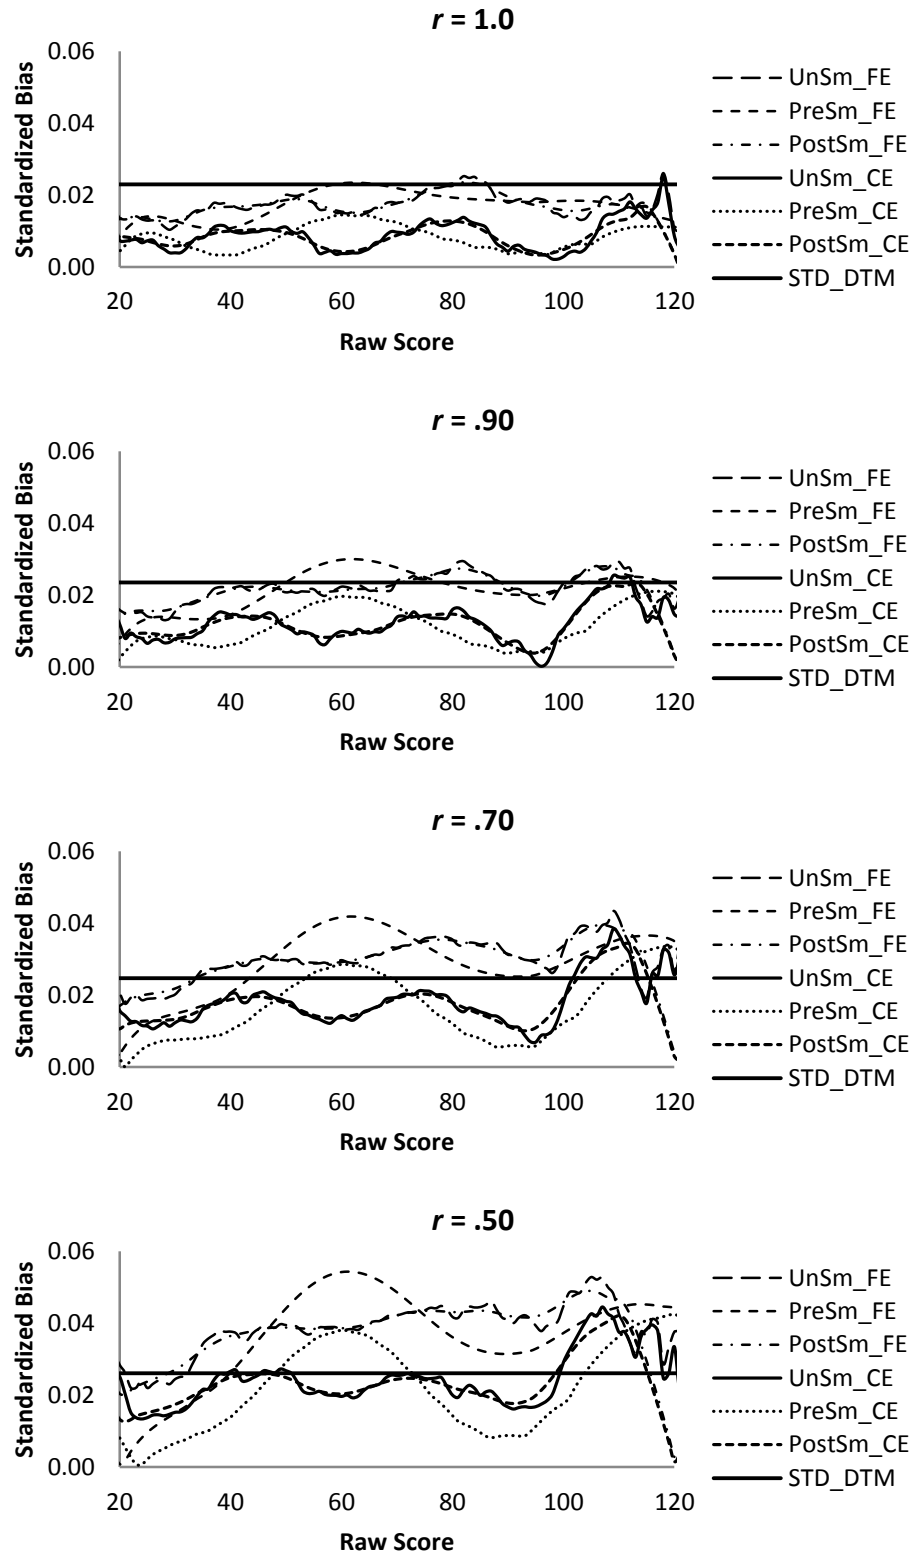 r = 1.0
Standardized Bias
0.06
0.04
0.02
0.00
20 40 60 80 100 120
Raw Score
UnSm_FE
PreSm_FE
PostSm_FE
UnSm_CE
PreSm_CE
PostSm_CE
STD_DTM
r = .90
Standardized Bias
0.06
0.04
0.02
0.00
20 40 60 80 100 120
Raw Score
UnSm_FE
PreSm_FE
PostSm_FE
UnSm_CE
PreSm_CE
PostSm_CE
STD_DTM
r = .70
Standardized Bias
0.06
0.04
0.02
0.00
20 40 60 80 100 120
Raw Score
UnSm_FE
PreSm_FE
PostSm_FE
UnSm_CE
PreSm_CE
PostSm_CE
STD_DTM
r = .50
Standardized Bias
0.06
0.04
0.02
0.00
20 40 60 80 100 120
Raw Score
UnSm_FE
PreSm_FE
PostSm_FE
UnSm_CE
PreSm_CE
PostSm_CE
STD_DTM